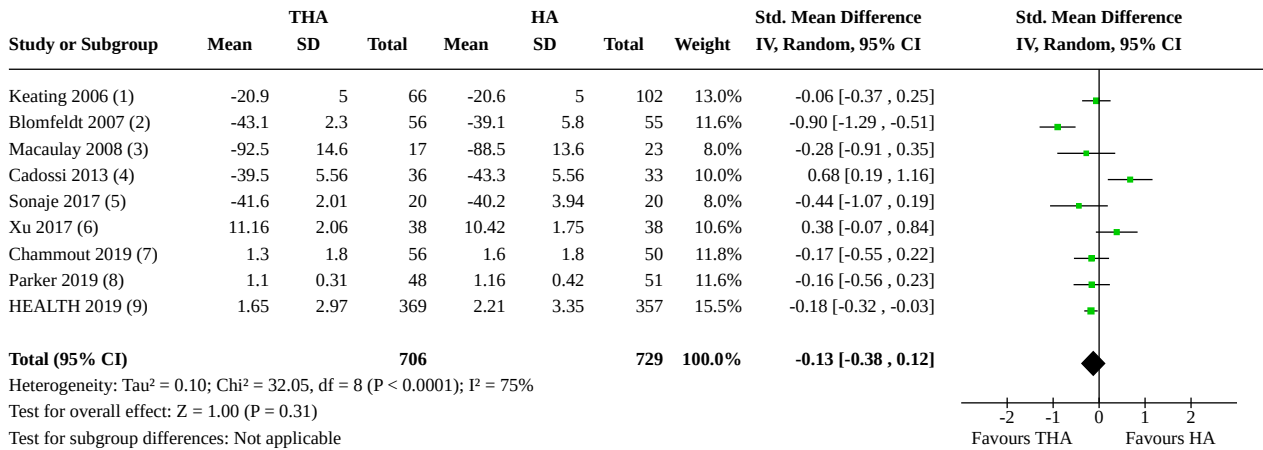 THA HA Std. Mean Difference Std. Mean Difference
Study or Subgroup Mean SD Total Mean SD Total Weight IV, Random, 95% CI IV, Random, 95% CI
Keating 2006 (1) -20.9 5 66 -20.6 5 102 13.0% -0.06 [-0.37 , 0.25]
Blomfeldt 2007 (2) -43.1 2.3 56 -39.1 5.8 55 11.6% -0.90 [-1.29 , -0.51]
Macaulay 2008 (3) -92.5 14.6 17 -88.5 13.6 23 8.0% -0.28 [-0.91 , 0.35]
Cadossi 2013 (4) -39.5 5.56 36 -43.3 5.56 33 10.0% 0.68 [0.19 , 1.16]
Sonaje 2017 (5) -41.6 2.01 20 -40.2 3.94 20 8.0% -0.44 [-1.07 , 0.19]
Xu 2017 (6) 11.16 2.06 38 10.42 1.75 38 10.6% 0.38 [-0.07 , 0.84]
Chammout 2019 (7) 1.3 1.8 56 1.6 1.8 50 11.8% -0.17 [-0.55 , 0.22]
Parker 2019 (8) 1.1 0.31 48 1.16 0.42 51 11.6% -0.16 [-0.56 , 0.23]
HEALTH 2019 (9) 1.65 2.97 369 2.21 3.35 357 15.5% -0.18 [-0.32 , -0.03]
Total (95% CI) 706 729 100.0% -0.13 [-0.38 , 0.12]
Heterogeneity: Tau² = 0.10; Chi² = 32.05, df = 8 (P < 0.0001); I² = 75%
Test for overall effect: Z = 1.00 (P = 0.31) -2 -1 0 1 2
Test for subgroup differences: Not applicable Favours THA Favours HA